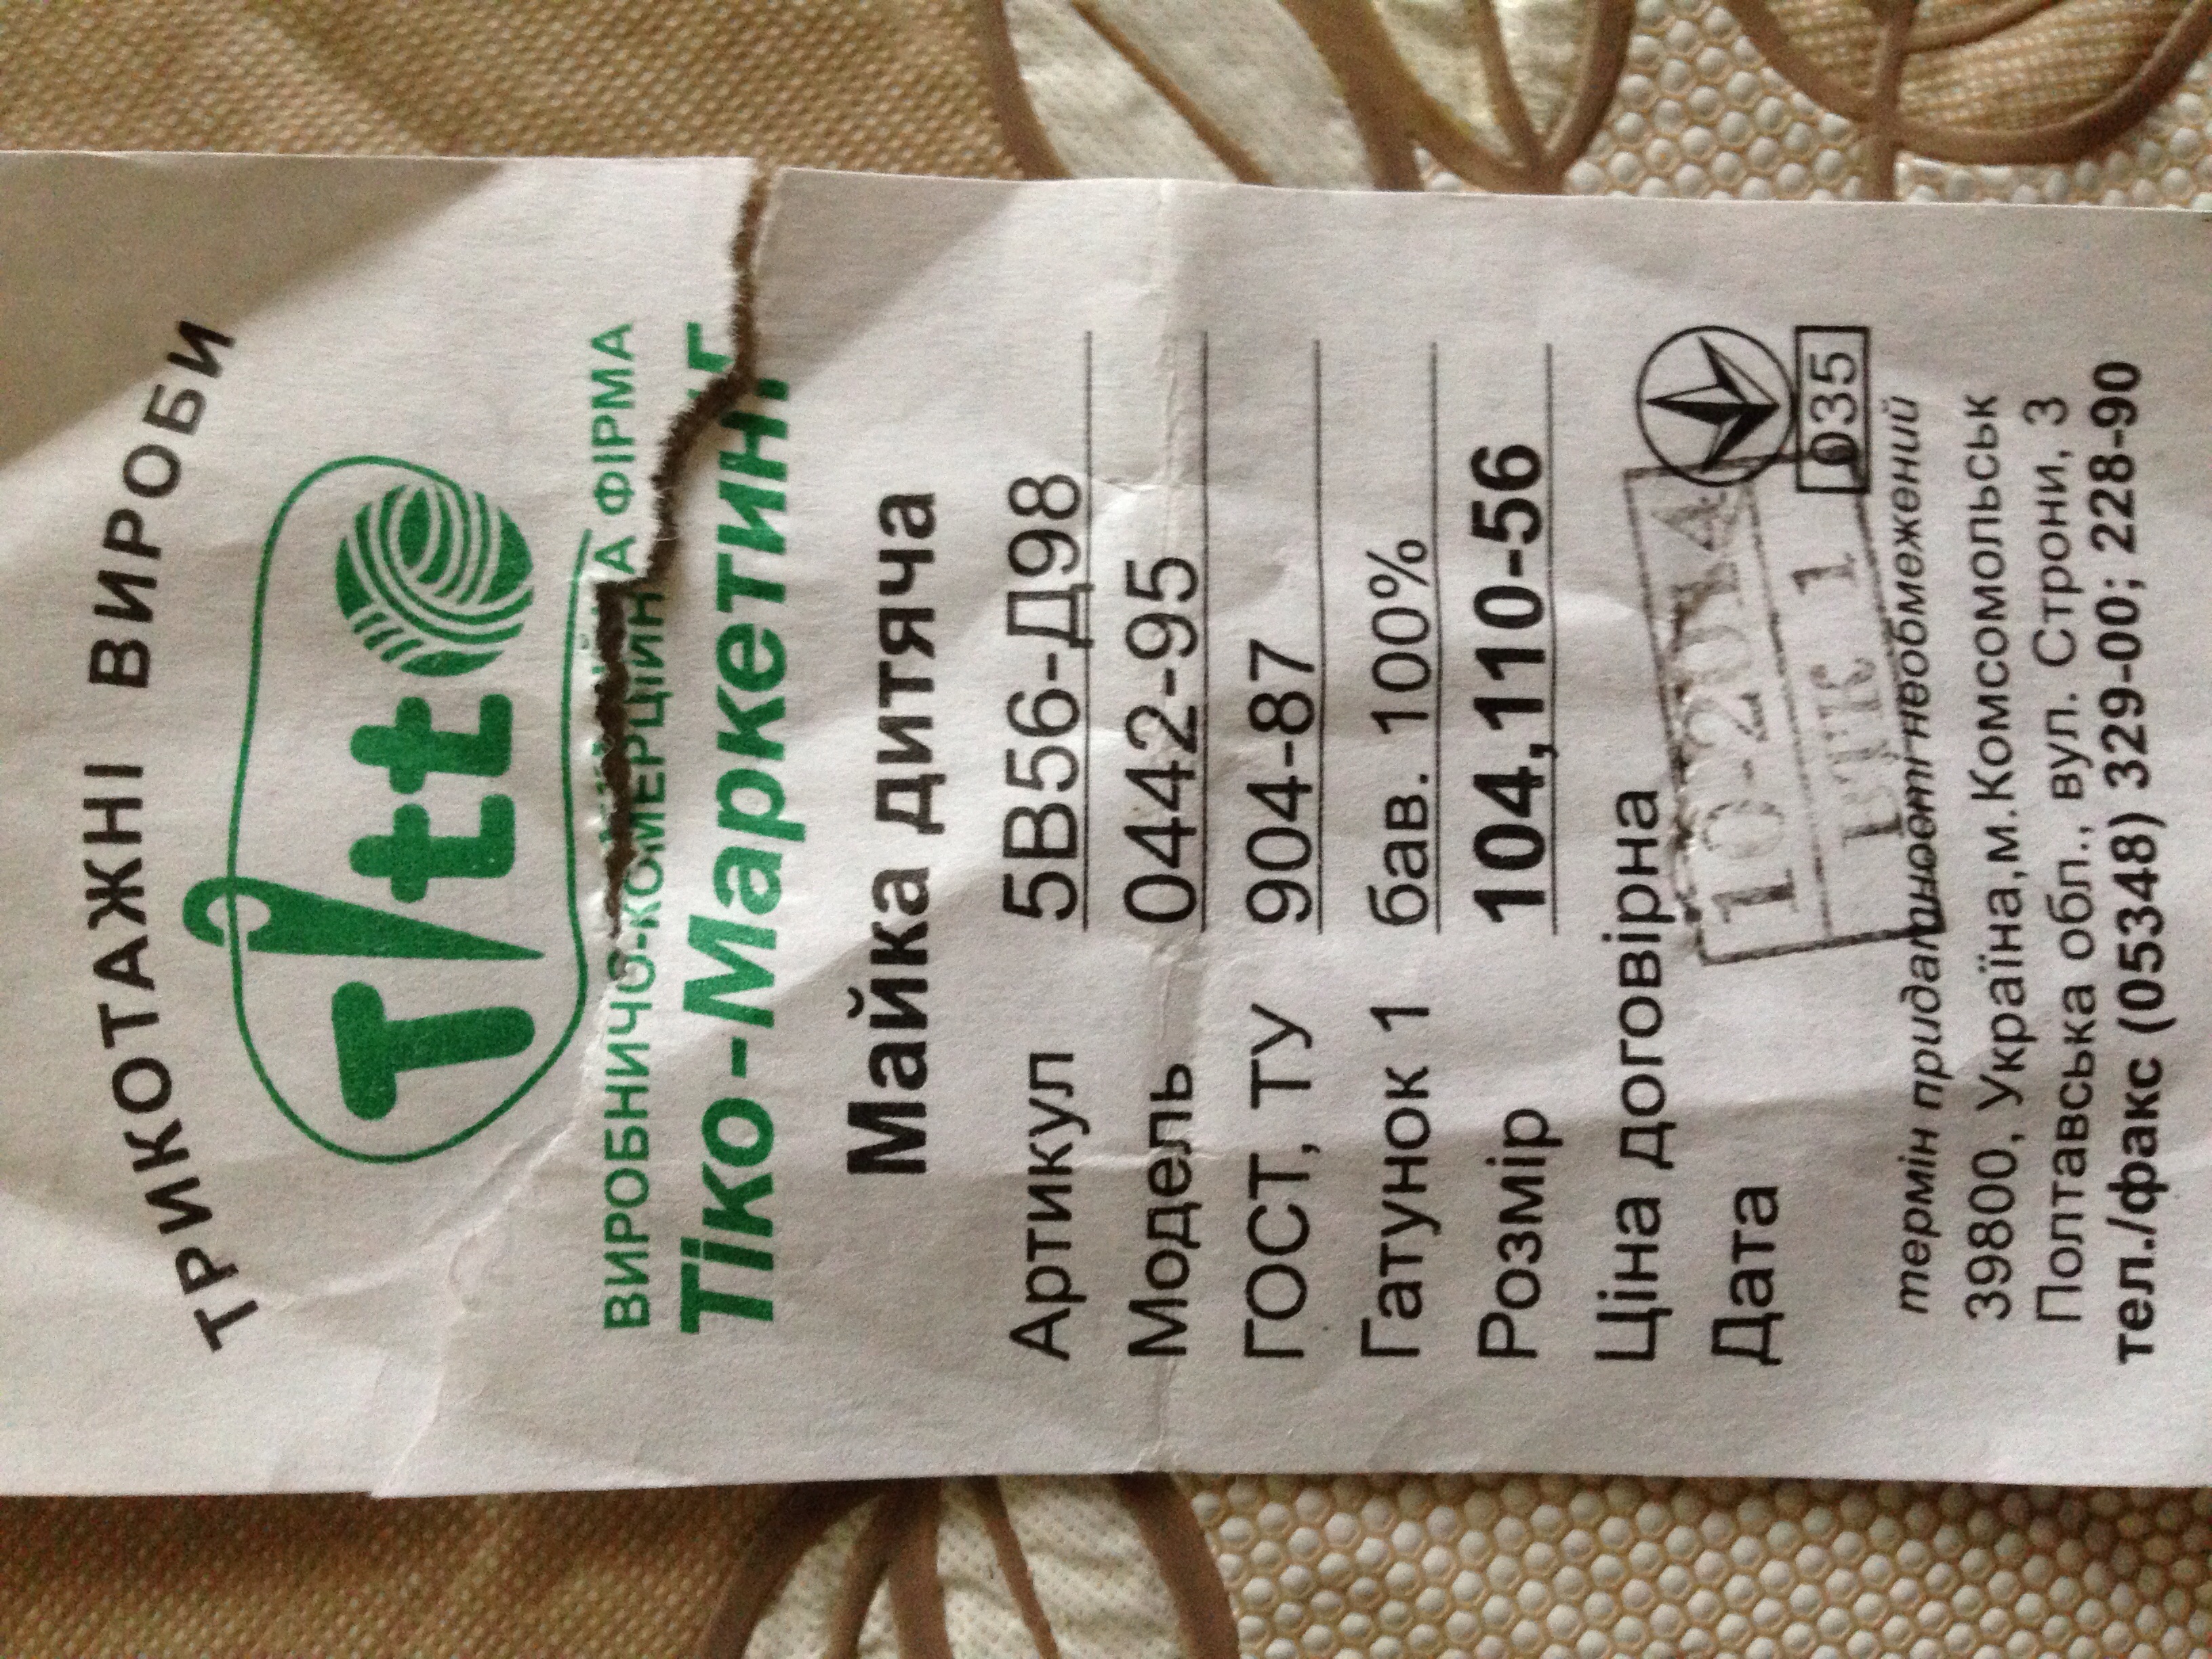 ТРИКОТАЖНІ ВИРОБИ
Tittо
ВИРОБНИЧО-КОМЕРЦІЙНА ФІРМА
Тіко-Маркетинг
Майка дитяча
Артикул 5В56-Д98
Модель 0442-95
ГОСТ, ТУ 904-87
Гатунок 1 бав. 100%
Розмір 104,110-56
Ціна договірна
Дата 10-2014
ВТК 1
035
термін придатності необмежений
39800, Україна,м.Комсомольськ
Полтавська обл., вул. Строни, 3
тел./факс (05348) 329-00; 228-90